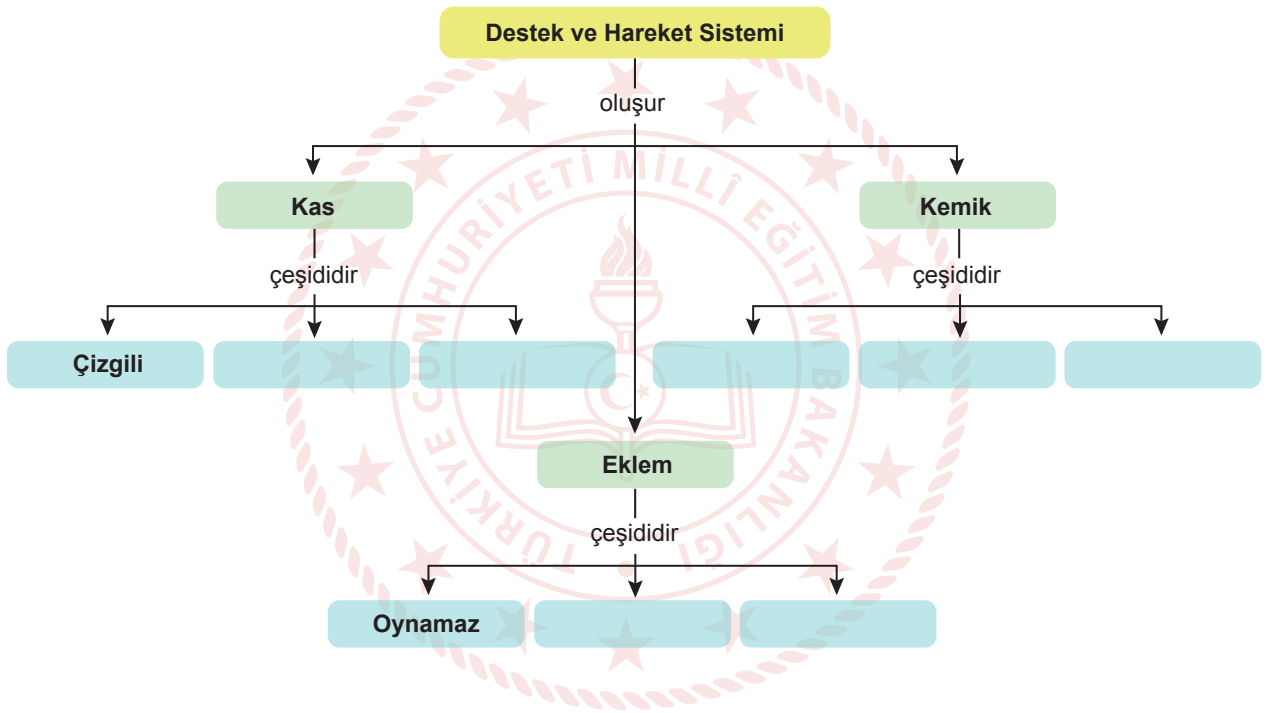 Destek ve Hareket Sistemi
oluşur
Kas
Kemik
çeşididir
çeşididir
Çizgili
Eklem
çeşididir
Oynamaz
TÜRKİYE CUMHURİYETİ MİLLÎ EĞİTİM BAKANLIĞI